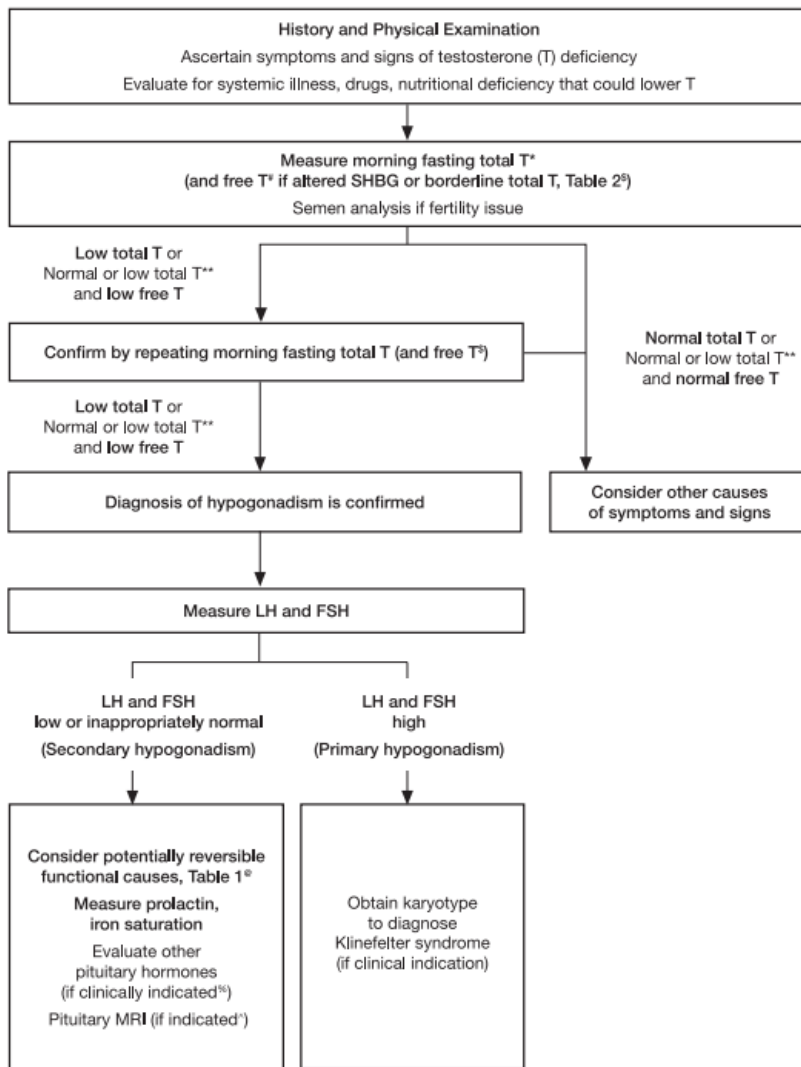 History and Physical Examination
Ascertain symptoms and signs of testosterone (T) deficiency
Evaluate for systemic illness, drugs, nutritional deficiency that could lower T
Measure morning fasting total T*
(and free T# if altered SHBG or borderline total T, Table 2$)
Semen analysis if fertility issue
Low total T or
Normal or low total T**
and low free T
Normal total T or
Normal or low total T**
and normal free T
Confirm by repeating morning fasting total T (and free T$)
Low total T or
Normal or low total T**
and low free T
Diagnosis of hypogonadism is confirmed
Consider other causes
of symptoms and signs
Measure LH and FSH
LH and FSH
low or inappropriately normal
(Secondary hypogonadism)
LH and FSH
high
(Primary hypogonadism)
Consider potentially reversible
functional causes, Table 1@
Measure prolactin,
iron saturation
Evaluate other
pituitary hormones
(if clinically indicated%)
Pituitary MRI (if indicated^)
Obtain karyotype
to diagnose
Klinefelter syndrome
(if clinical indication)